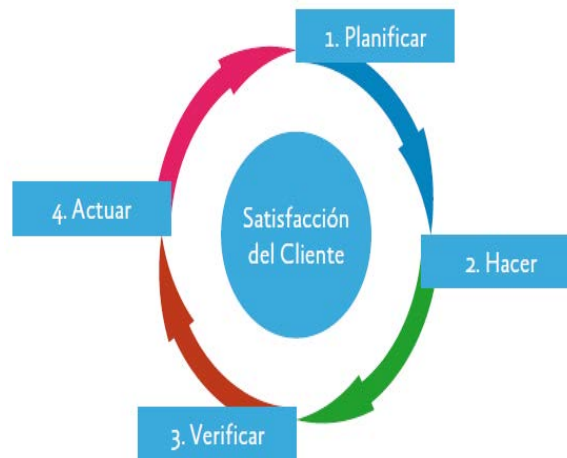 1. Planificar
2. Hacer
3. Verificar
4. Actuar
Satisfacción
del Cliente